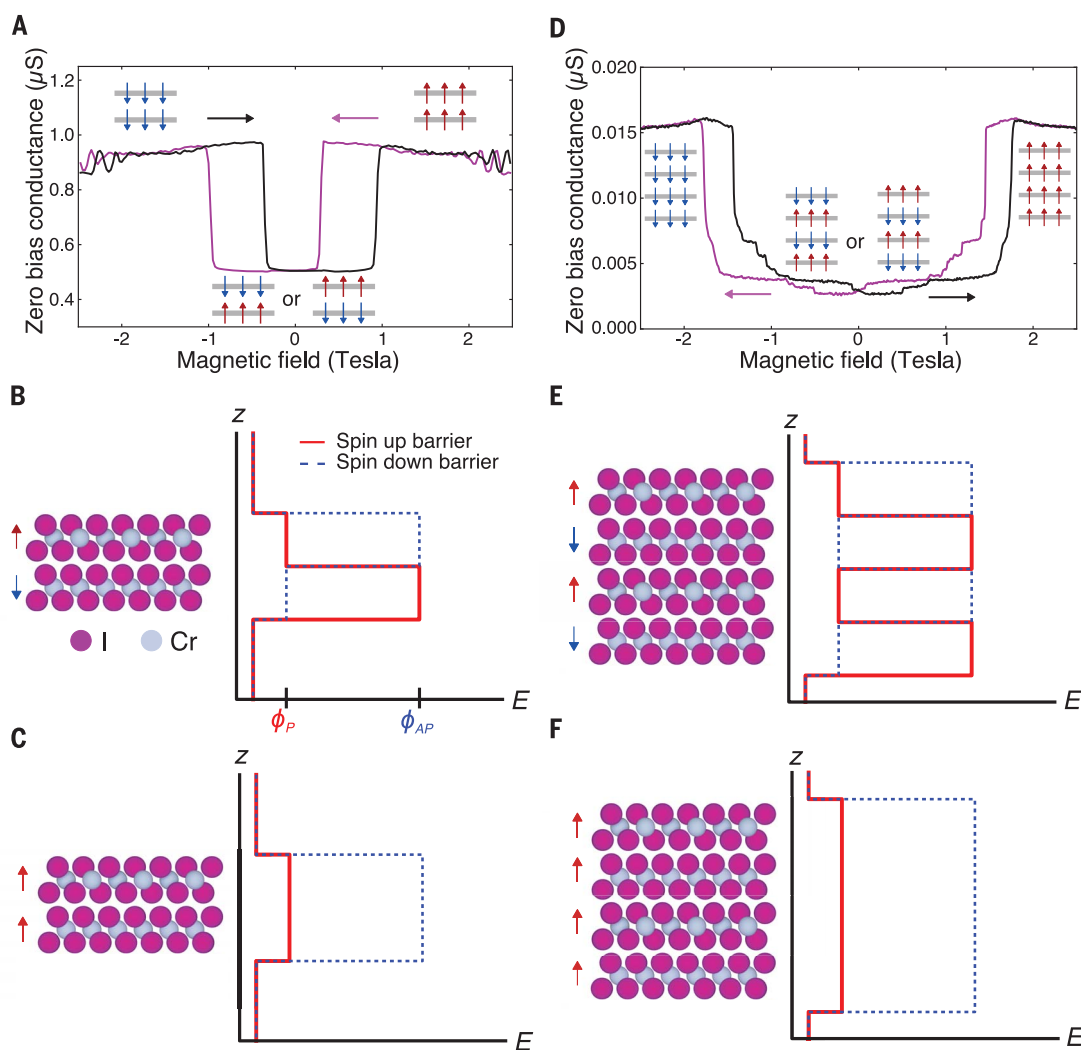 A
Zero bias conductance (µS)
1.2
1.0
0.8
0.6
0.4
or
-2
-1
0
1
2
Magnetic field (Tesla)
D
Zero bias conductance (µS)
0.020
0.015
0.010
0.005
0.000
or
-2
-1
0
1
2
Magnetic field (Tesla)
B
z
Spin up barrier
Spin down barrier
I
Cr
E
ϕP
ϕAP
E
z
E
C
z
E
F
z
E